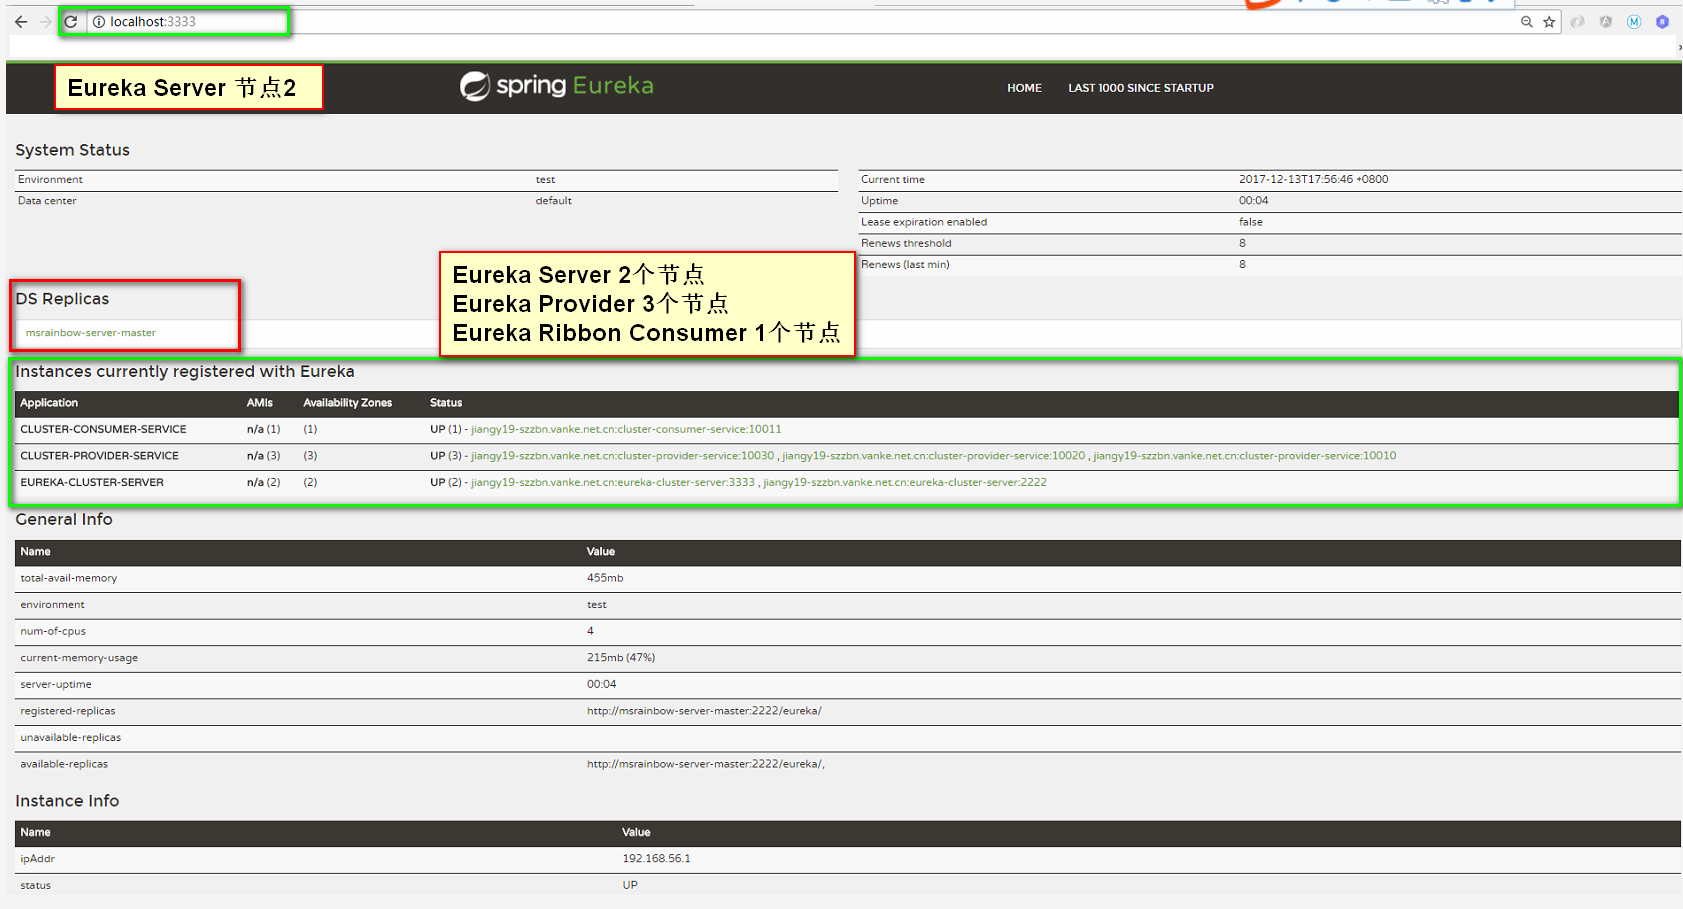 localhost:3333
Eureka Server 节点2
spring Eureka
HOME LAST 1000 SINCE STARTUP
System Status
Environment test
Data center default
Current time 2017-12-13T17:56:46 +0800
Uptime 00:04
Lease expiration enabled false
Renews threshold 8
Renews (last min) 8
Eureka Server 2个节点
Eureka Provider 3个节点
Eureka Ribbon Consumer 1个节点
DS Replicas
msrainbow-server-master
Instances currently registered with Eureka
Application AMIs Availability Zones Status
CLUSTER-CONSUMER-SERVICE n/a (1) (1) UP (1) - jiangy19-szzbn.vanke.net.cn:cluster-consumer-service:10011
CLUSTER-PROVIDER-SERVICE n/a (3) (3) UP (3) - jiangy19-szzbn.vanke.net.cn:cluster-provider-service:10030 , jiangy19-szzbn.vanke.net.cn:cluster-provider-service:10020 , jiangy19-szzbn.vanke.net.cn:cluster-provider-service:10010
EUREKA-CLUSTER-SERVER n/a (2) (2) UP (2) - jiangy19-szzbn.vanke.net.cn:eureka-cluster-server:3333 , jiangy19-szzbn.vanke.net.cn:eureka-cluster-server:2222
General Info
Name Value
total-avail-memory 455mb
environment test
num-of-cpus 4
current-memory-usage 215mb (47%)
server-uptime 00:04
registered-replicas http://msrainbow-server-master:2222/eureka/
unavailable-replicas
available-replicas http://msrainbow-server-master:2222/eureka/,
Instance Info
Name Value
ipAddr 192.168.56.1
status UP